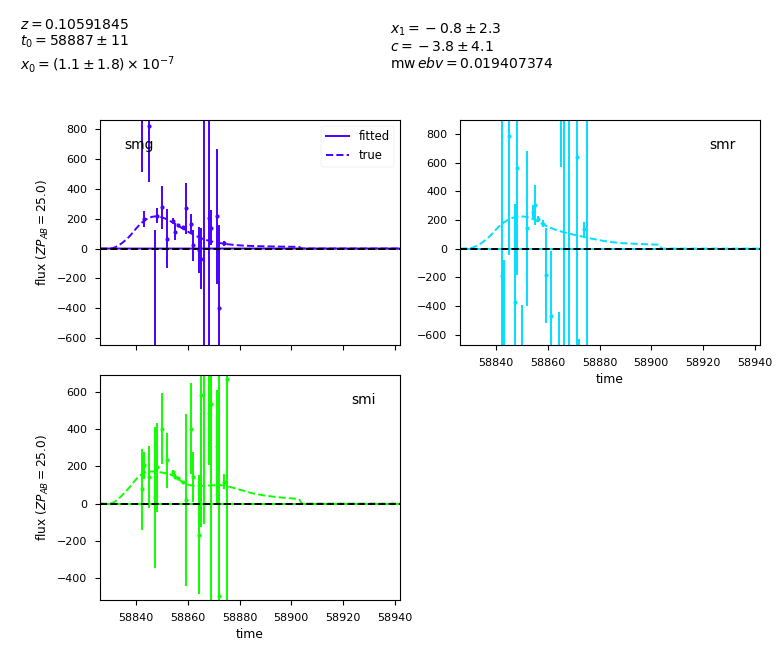 z = 0.10591845
t₀ = 58887 ± 11
x₀ = (1.1 ± 1.8) × 10⁻⁷
x₁ = −0.8 ± 2.3
c = −3.8 ± 4.1
mw ebv = 0.019407374
smg
fitted
true
800
600
400
200
0
−200
−400
−600
flux (ZP_AB = 25.0)
smr
800
600
400
200
0
−200
−400
−600
58840 58860 58880 58900 58920 58940
time
smi
600
400
200
0
−200
−400
flux (ZP_AB = 25.0)
58840 58860 58880 58900 58920 58940
time